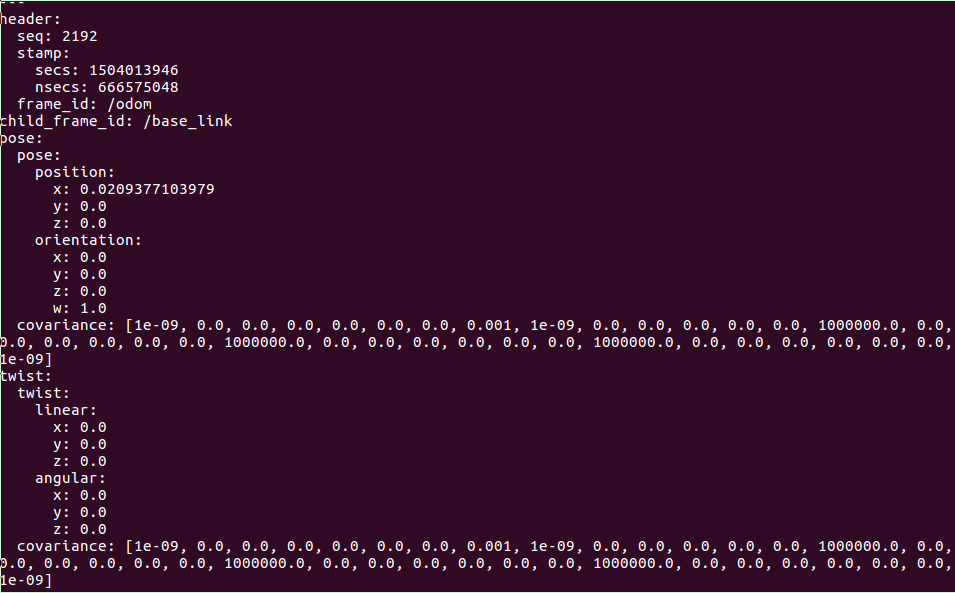 ---
header:
  seq: 2192
  stamp:
    secs: 1504013946
    nsecs: 666575048
  frame_id: /odom
child_frame_id: /base_link
pose:
  pose:
    position:
      x: 0.0209377103979
      y: 0.0
      z: 0.0
    orientation:
      x: 0.0
      y: 0.0
      z: 0.0
      w: 1.0
  covariance: [1e-09, 0.0, 0.0, 0.0, 0.0, 0.0, 0.0, 0.001, 1e-09, 0.0, 0.0, 0.0, 0.0, 0.0, 1000000.0, 0.0,
0.0, 0.0, 0.0, 0.0, 0.0, 1000000.0, 0.0, 0.0, 0.0, 0.0, 0.0, 0.0, 1000000.0, 0.0, 0.0, 0.0, 0.0, 0.0, 0.0,
1e-09]
twist:
  twist:
    linear:
      x: 0.0
      y: 0.0
      z: 0.0
    angular:
      x: 0.0
      y: 0.0
      z: 0.0
  covariance: [1e-09, 0.0, 0.0, 0.0, 0.0, 0.0, 0.0, 0.001, 1e-09, 0.0, 0.0, 0.0, 0.0, 0.0, 1000000.0, 0.0,
0.0, 0.0, 0.0, 0.0, 0.0, 1000000.0, 0.0, 0.0, 0.0, 0.0, 0.0, 0.0, 1000000.0, 0.0, 0.0, 0.0, 0.0, 0.0, 0.0,
1e-09]